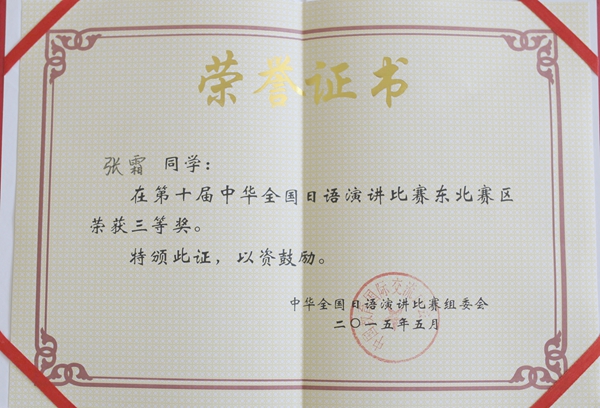 荣誉证书
张霜 同学：
在第十届中华全国日语演讲比赛东北赛区
荣获三等奖。
特颁此证，以资鼓励。
中华全国日语演讲比赛组委会
二〇一五年五月